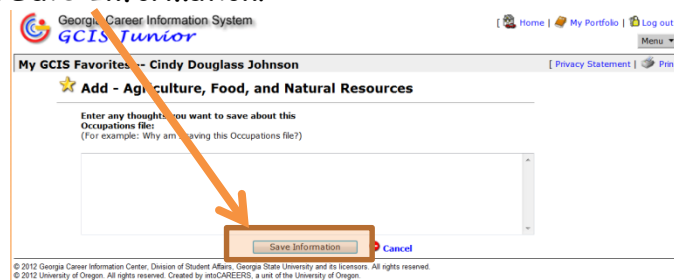 Save Information.
Georgia Career Information System
GCIS Junior
[ Home | My Portfolio | Log out
Menu
My GCIS Favorites -- Cindy Douglass Johnson
[ Privacy Statement |
Add - Agriculture, Food, and Natural Resources
Enter any thoughts you want to save about this
Occupations file:
(For example: Why am I saving this Occupations file?)
Save Information
Cancel
© 2012 Georgia Career Information Center, Division of Student Affairs, Georgia State University and its licensors. All rights reserved.
© 2012 University of Oregon. All rights reserved. Created by intoCAREERS, a unit of the University of Oregon.